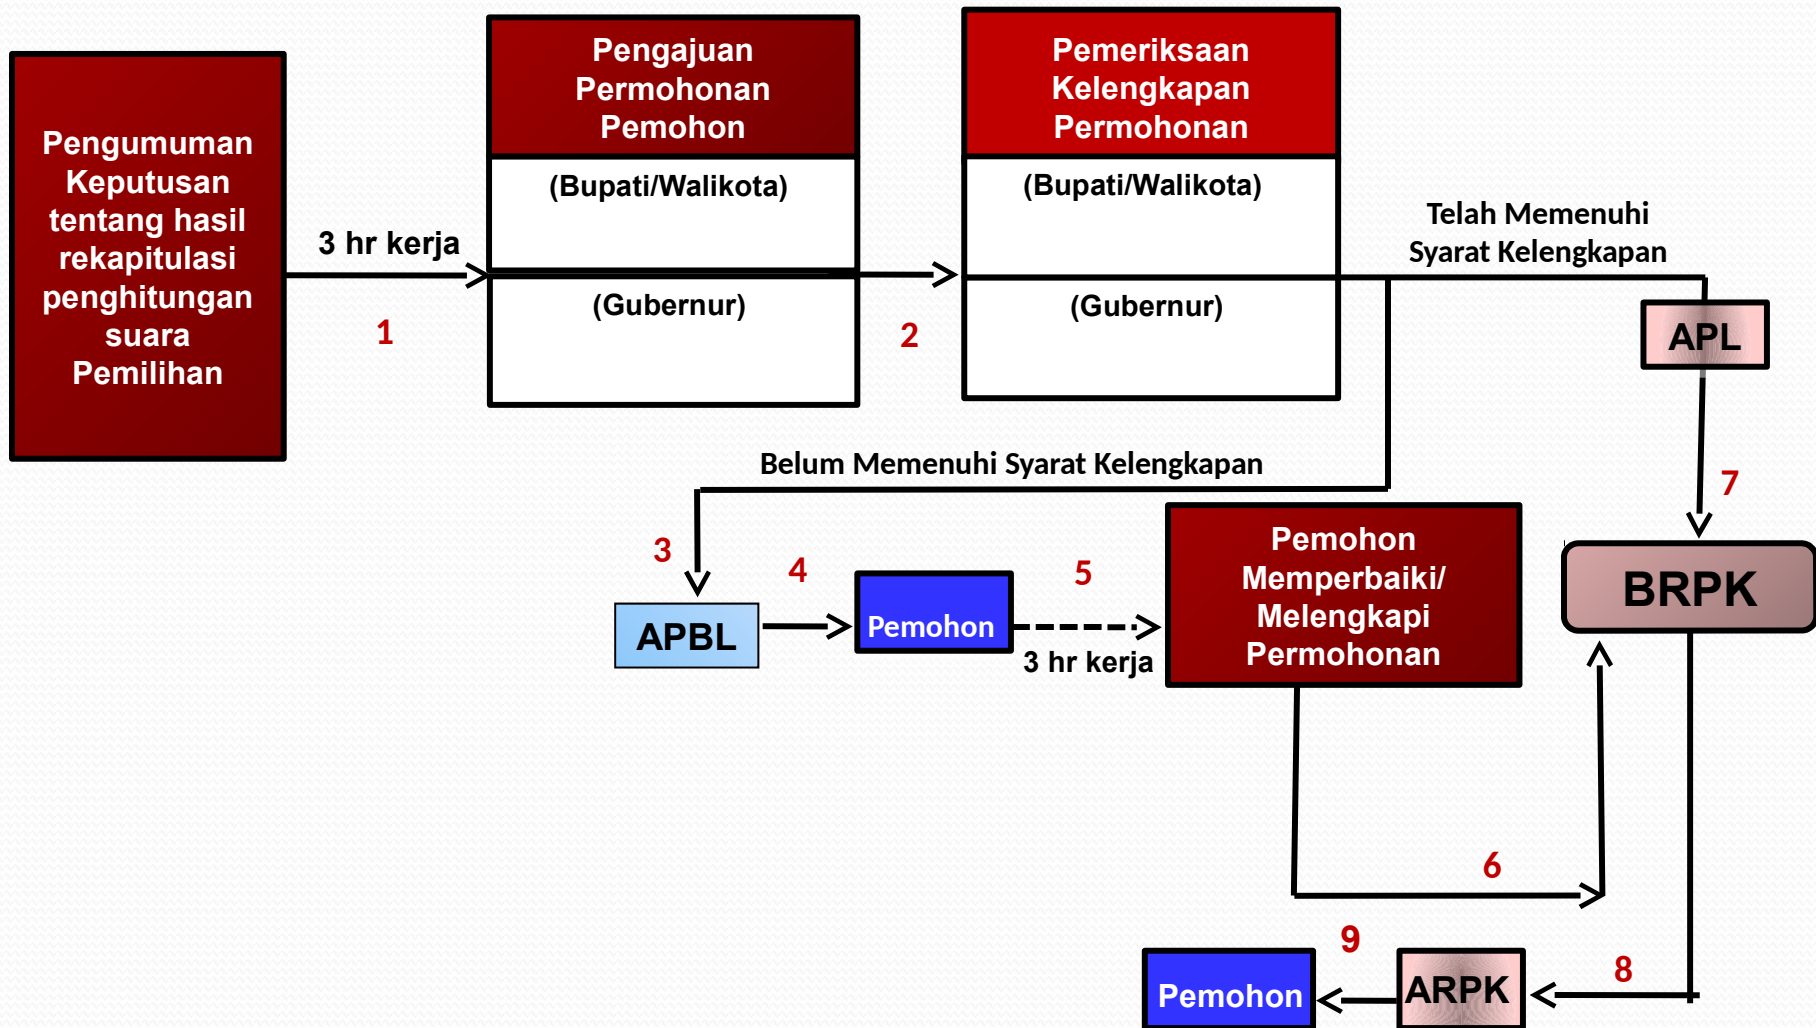 Pengumuman
Keputusan
tentang hasil
rekapitulasi
penghitungan
suara
Pemilihan
3 hr kerja
1
Pengajuan
Permohonan
Pemohon
(Bupati/Walikota)
(Gubernur)
2
Pemeriksaan
Kelengkapan
Permohonan
(Bupati/Walikota)
(Gubernur)
Telah Memenuhi
Syarat Kelengkapan
APL
7
Belum Memenuhi Syarat Kelengkapan
3
APBL
4
Pemohon
5
3 hr kerja
Pemohon
Memperbaiki/
Melengkapi
Permohonan
BRPK
6
8
ARPK
9
Pemohon